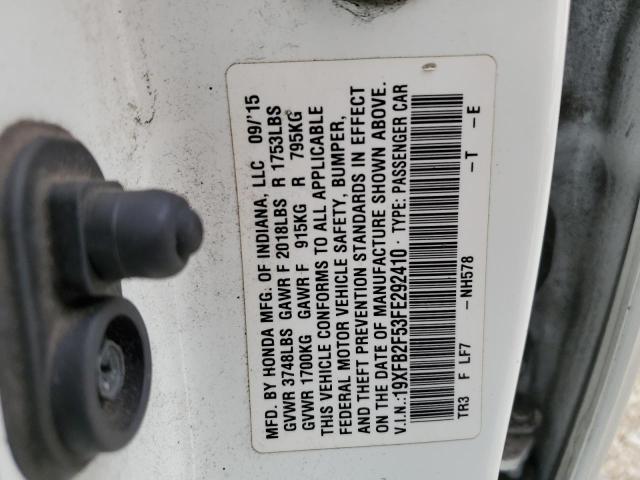 MFD. BY HONDA MFG. OF INDIANA, LLC 09/'15
GVWR 3748LBS GAWR F 2018LBS R 1753LBS
GVWR 1700KG GAWR F 915KG R 795KG
THIS VEHICLE CONFORMS TO ALL APPLICABLE
FEDERAL MOTOR VEHICLE SAFETY, BUMPER,
AND THEFT PREVENTION STANDARDS IN EFFECT
ON THE DATE OF MANUFACTURE SHOWN ABOVE.
V.I.N.:19XFB2F53FE292410 · TYPE: PASSENGER CAR
TR3 F LF7 –NH578 –T –E